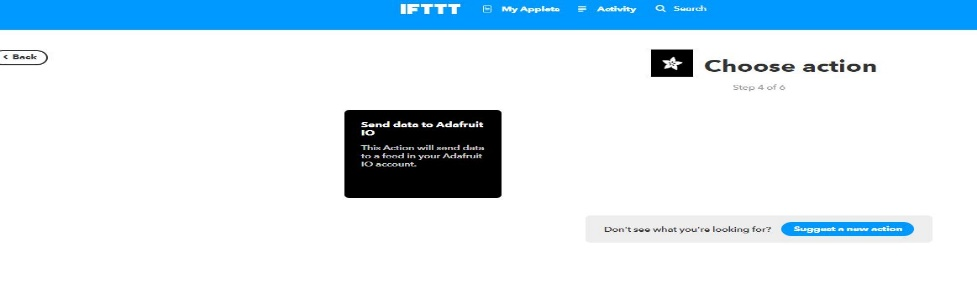 IFTTT My Applets Activity Search
< Back
Choose action
Step 4 of 6
Send data to Adafruit
IO
This Action will send data
to a feed in your Adafruit
IO account.
Don't see what you're looking for? Suggest a new action